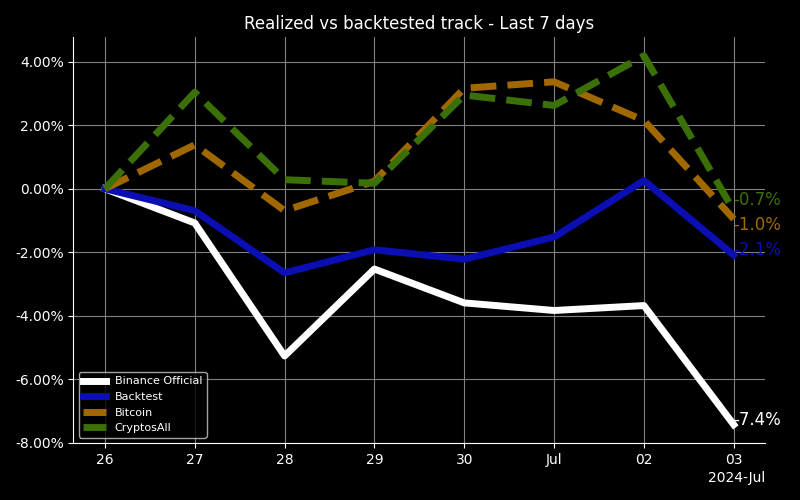 Realized vs backtested track - Last 7 days
4.00%
2.00%
0.00%
-2.00%
-4.00%
-6.00%
-8.00%
-0.7%
-1.0%
-2.1%
-7.4%
Binance Official
Backtest
Bitcoin
CryptosAll
26 27 28 29 30 Jul 02 03
2024-Jul